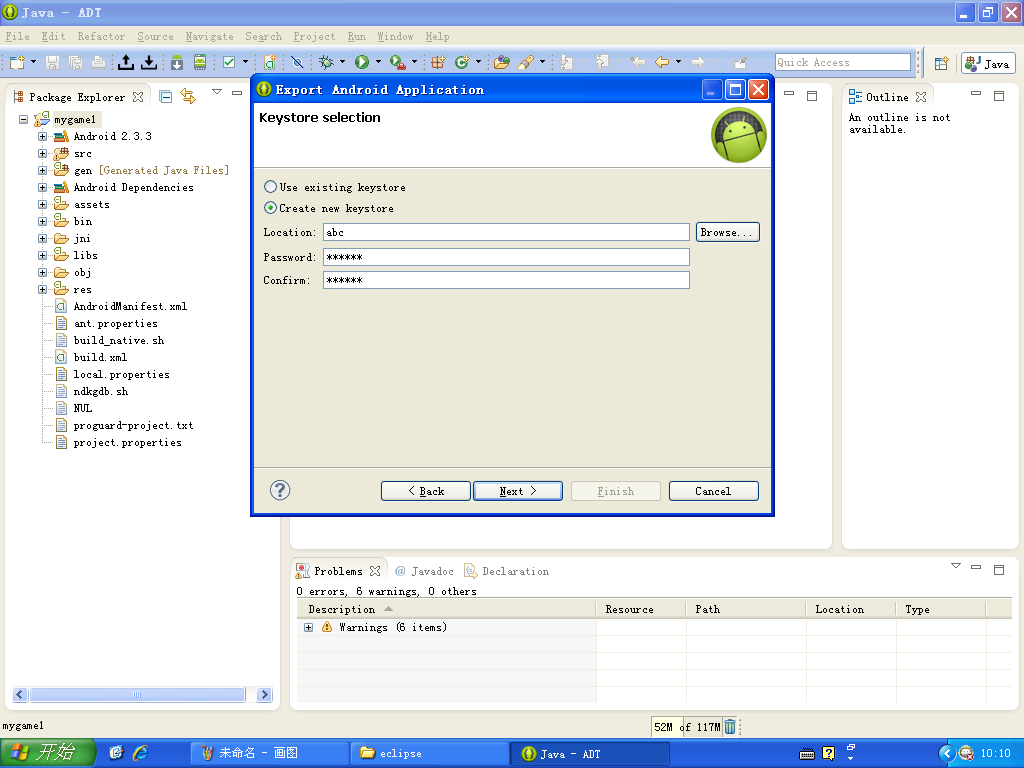 Java - ADT
File Edit Refactor Source Navigate Search Project Run Window Help
Quick Access
Java
Package Explorer
mygame1
Android 2.3.3
src
gen [Generated Java Files]
Android Dependencies
assets
bin
jni
libs
obj
res
AndroidManifest.xml
ant.properties
build_native.sh
build.xml
local.properties
ndkgdb.sh
NUL
proguard-project.txt
project.properties
Export Android Application
Keystore selection
Use existing keystore
Create new keystore
Location: abc Browse...
Password: ******
Confirm: ******
< Back Next > Finish Cancel
Outline
An outline is not
available.
Problems @ Javadoc Declaration
0 errors, 6 warnings, 0 others
Description Resource Path Location Type
Warnings (6 items)
mygame1
52M of 117M
开始 未命名 - 画图 eclipse Java - ADT 10:10